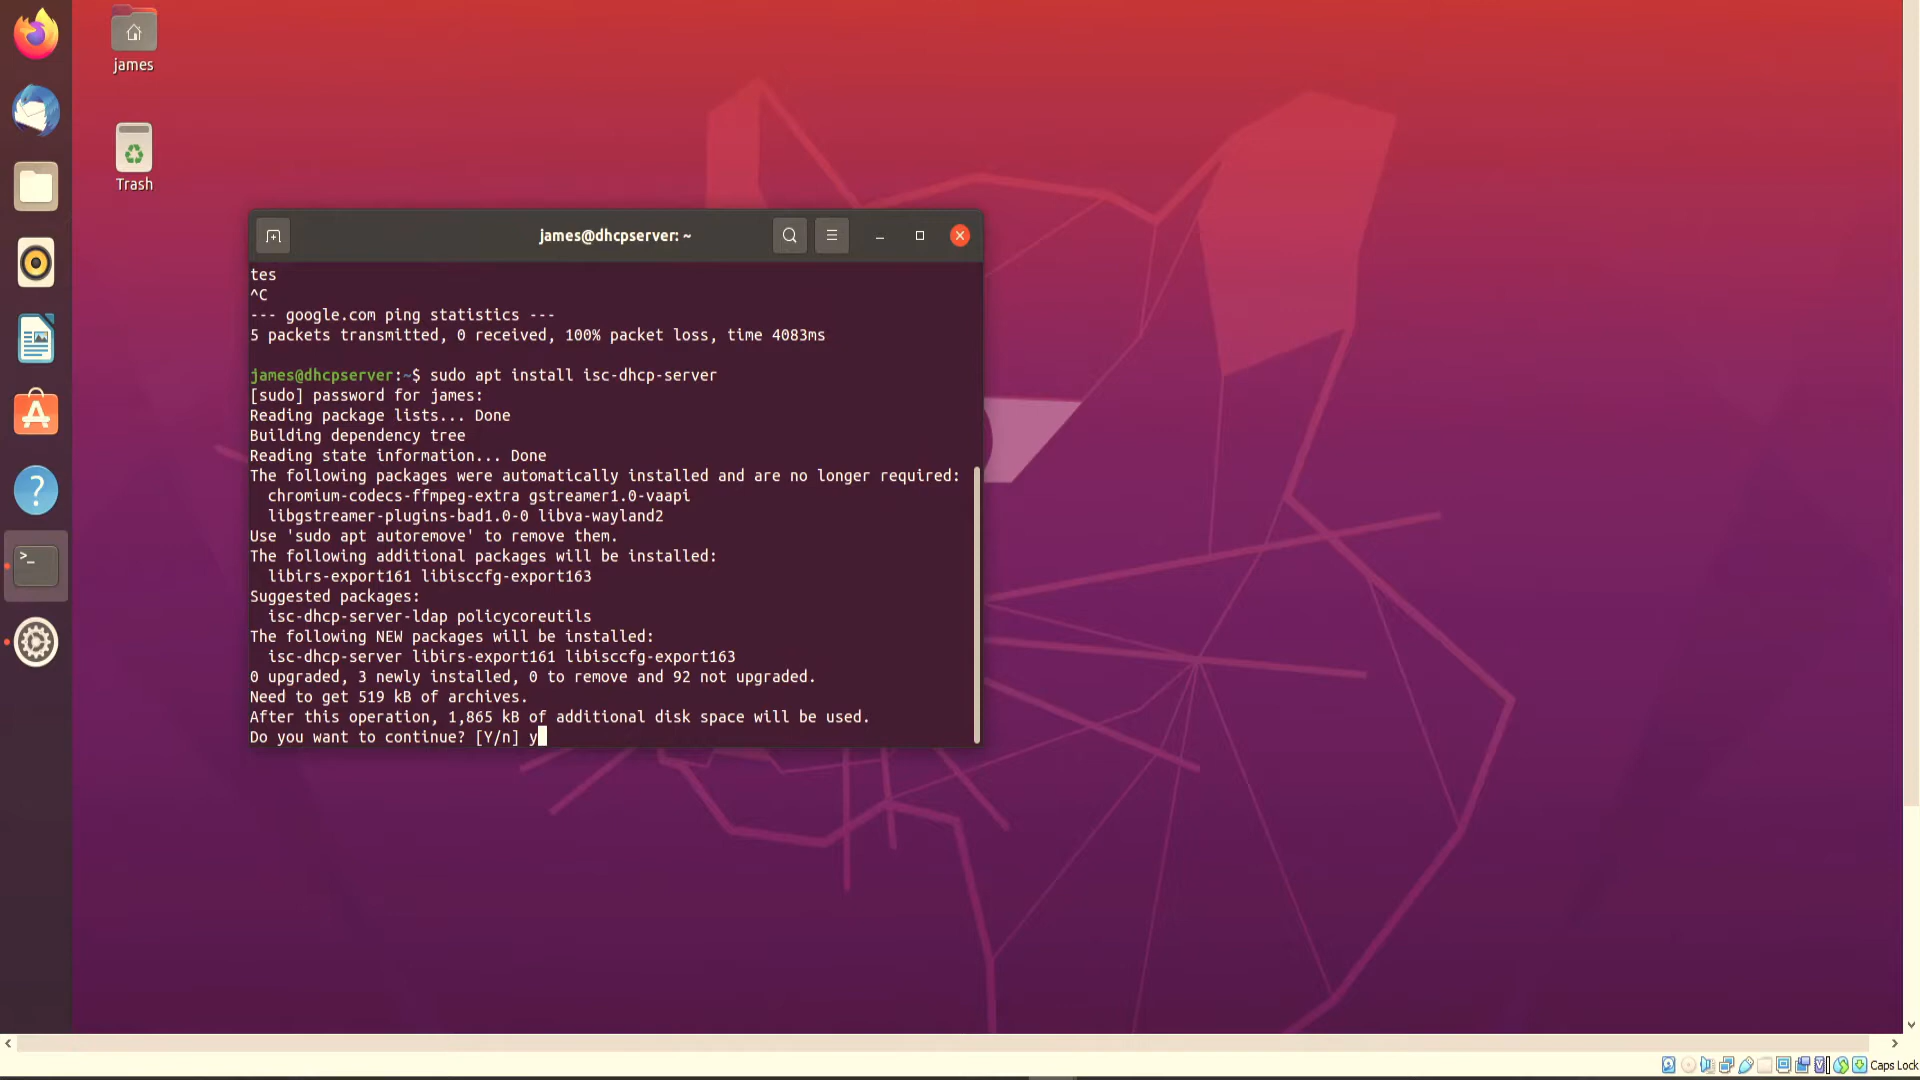 james
Trash
james@dhcpserver: ~
tes
^C
--- google.com ping statistics ---
5 packets transmitted, 0 received, 100% packet loss, time 4083ms
james@dhcpserver:~$ sudo apt install isc-dhcp-server
[sudo] password for james:
Reading package lists... Done
Building dependency tree
Reading state information... Done
The following packages were automatically installed and are no longer required:
chromium-codecs-ffmpeg-extra gstreamer1.0-vaapi
libgstreamer-plugins-bad1.0-0 libva-wayland2
Use 'sudo apt autoremove' to remove them.
The following additional packages will be installed:
libirs-export161 libisccfg-export163
Suggested packages:
isc-dhcp-server-ldap policycoreutils
The following NEW packages will be installed:
isc-dhcp-server libirs-export161 libisccfg-export163
0 upgraded, 3 newly installed, 0 to remove and 92 not upgraded.
Need to get 519 kB of archives.
After this operation, 1,865 kB of additional disk space will be used.
Do you want to continue? [Y/n] y
Caps Lock